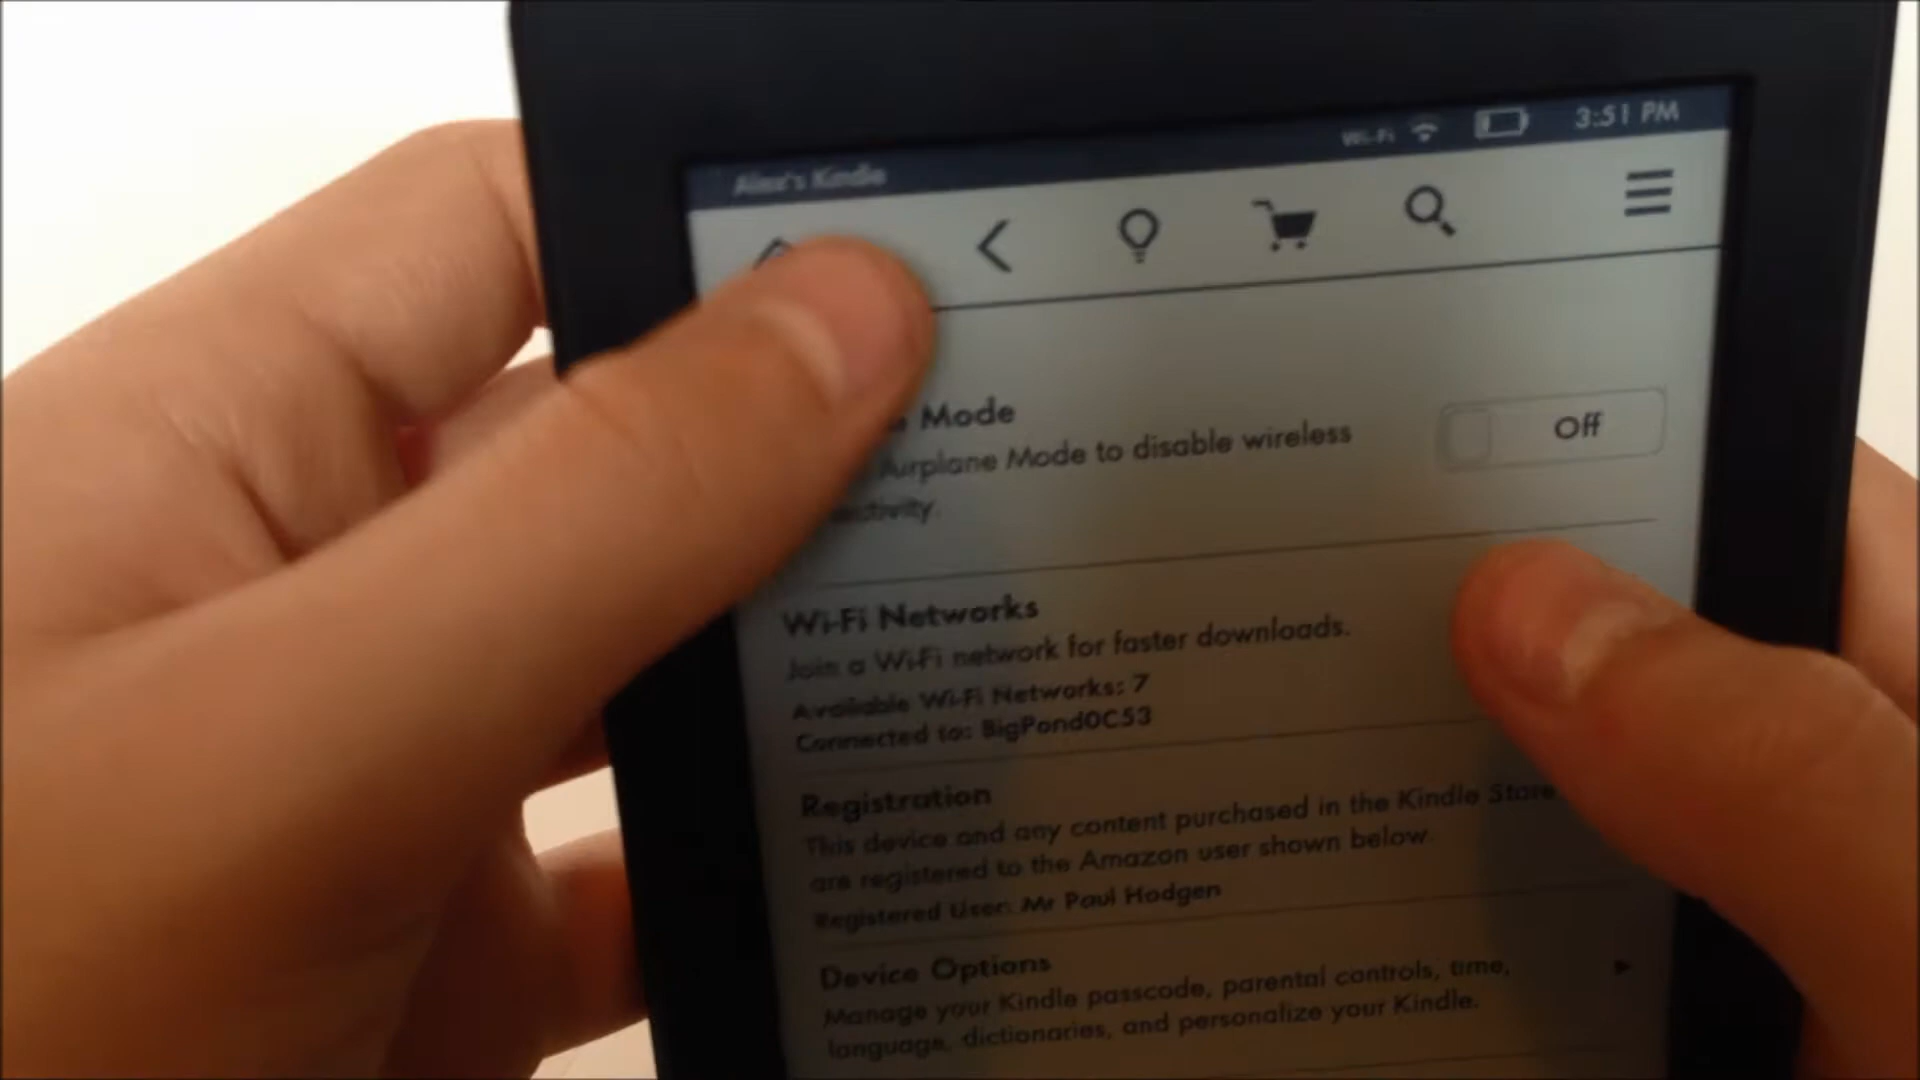 Wi-Fi 3:51 PM
Alex's Kindle
Mode
Off
Airplane Mode to disable wireless
Wi-Fi Networks
Join a Wi-Fi network for faster downloads.
Available Wi-Fi Networks: 7
Connected to: BigPond0C53
Registration
This device and any content purchased in the Kindle Store
are registered to the Amazon user shown below.
Registered User: Mr Paul Hodgen
Device Options
Manage your Kindle passcode, parental controls, time,
language, dictionaries, and personalize your Kindle.